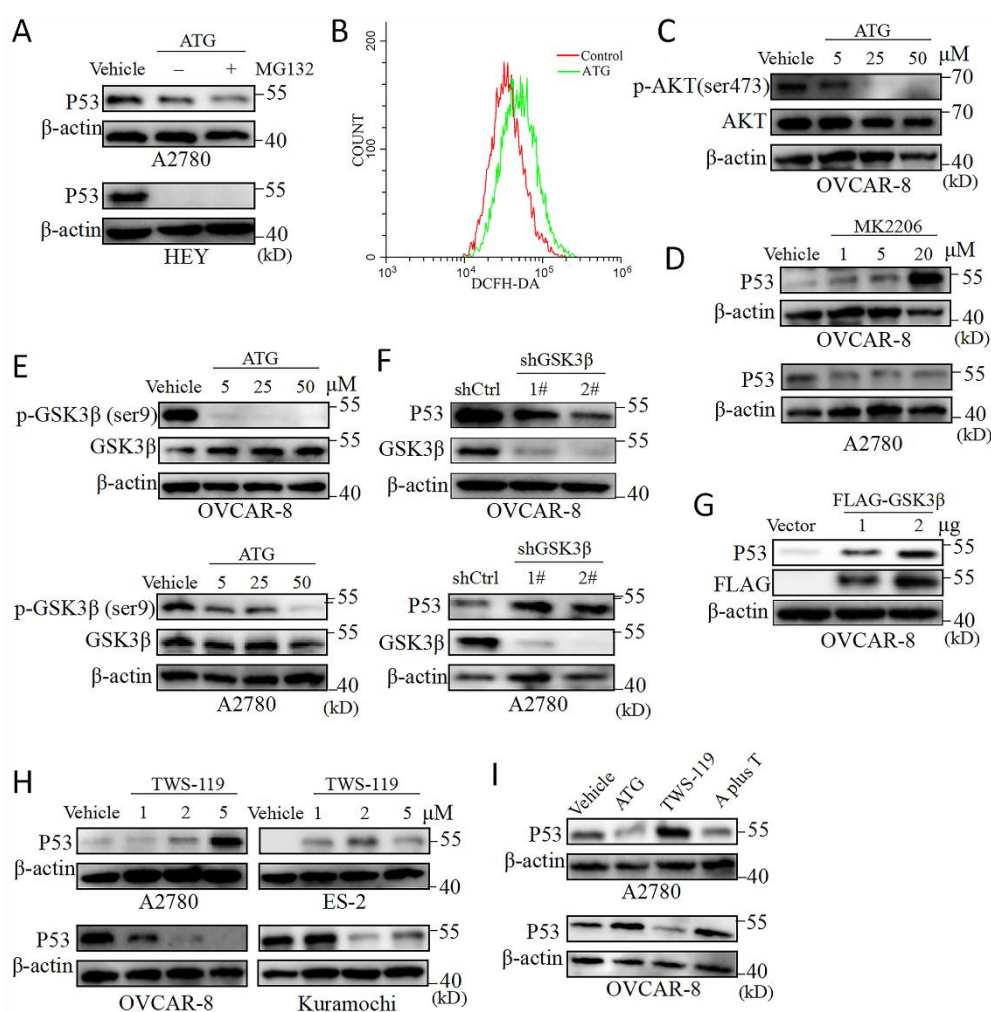 A
ATG
Vehicle – + MG132
P53 55
β-actin 40
A2780
P53 55
β-actin 40
HEY (kD)
B
200
100
0
COUNT
Control
ATG
10³ 10⁴ 10⁵ 10⁶
DCFH-DA
C
ATG
Vehicle 5 25 50 μM
p-AKT(ser473) 70
AKT 70
β-actin 40
OVCAR-8 (kD)
D
MK2206
Vehicle 1 5 20 μM
P53 55
β-actin 40
OVCAR-8 (kD)
P53 55
β-actin 40
A2780
E
ATG
Vehicle 5 25 50 μM
p-GSK3β (ser9) 55
GSK3β 55
β-actin 40
OVCAR-8
ATG
Vehicle 5 25 50
p-GSK3β (ser9) 55
GSK3β 55
β-actin 40
A2780 (kD)
F
shGSK3β
shCtrl 1# 2#
P53 55
GSK3β 55
β-actin 40
OVCAR-8
shGSK3β
shCtrl 1# 2#
P53 55
GSK3β 55
β-actin 40
A2780 (kD)
G
FLAG-GSK3β
Vector 1 2 μg
P53 55
FLAG 55
β-actin 40
OVCAR-8 (kD)
H
TWS-119 TWS-119
Vehicle 1 2 5 Vehicle 1 2 5 μM
P53 55
β-actin 40
A2780 ES-2
P53 55
β-actin 40
OVCAR-8 Kuramochi (kD)
I
Vehicle ATG TWS-119 A plus T
P53 55
β-actin 40
A2780
P53 55
β-actin 40
OVCAR-8 (kD)